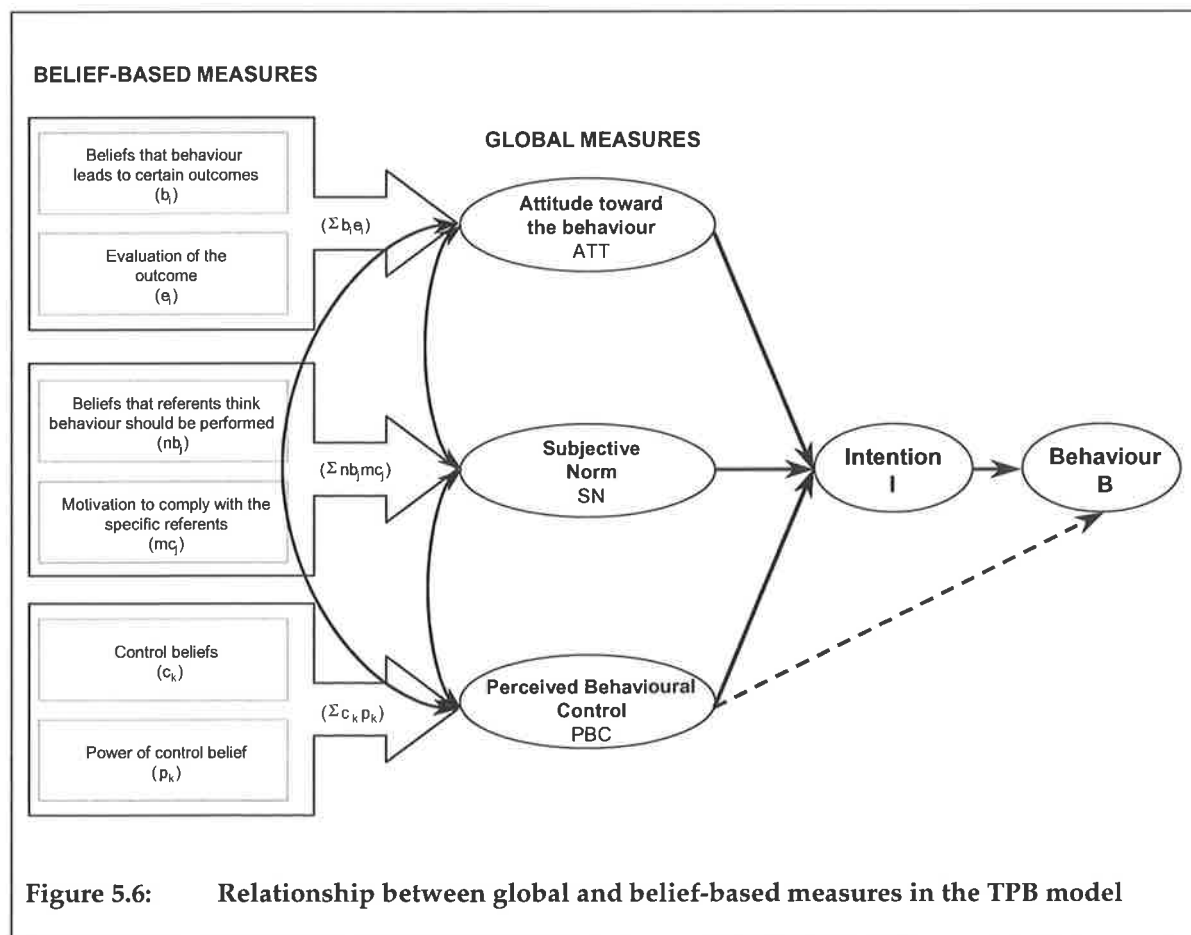 BELIEF-BASED MEASURES
Beliefs that behaviour
leads to certain outcomes
(bᵢ)
Evaluation of the
outcome
(eᵢ)
(Σbᵢeᵢ)
Beliefs that referents think
behaviour should be performed
(nbⱼ)
Motivation to comply with the
specific referents
(mcⱼ)
(Σnbⱼmcⱼ)
Control beliefs
(cₖ)
Power of control belief
(pₖ)
(Σcₖpₖ)
GLOBAL MEASURES
Attitude toward
the behaviour
ATT
Subjective
Norm
SN
Perceived Behavioural
Control
PBC
Intention
I
Behaviour
B
Figure 5.6: Relationship between global and belief-based measures in the TPB model